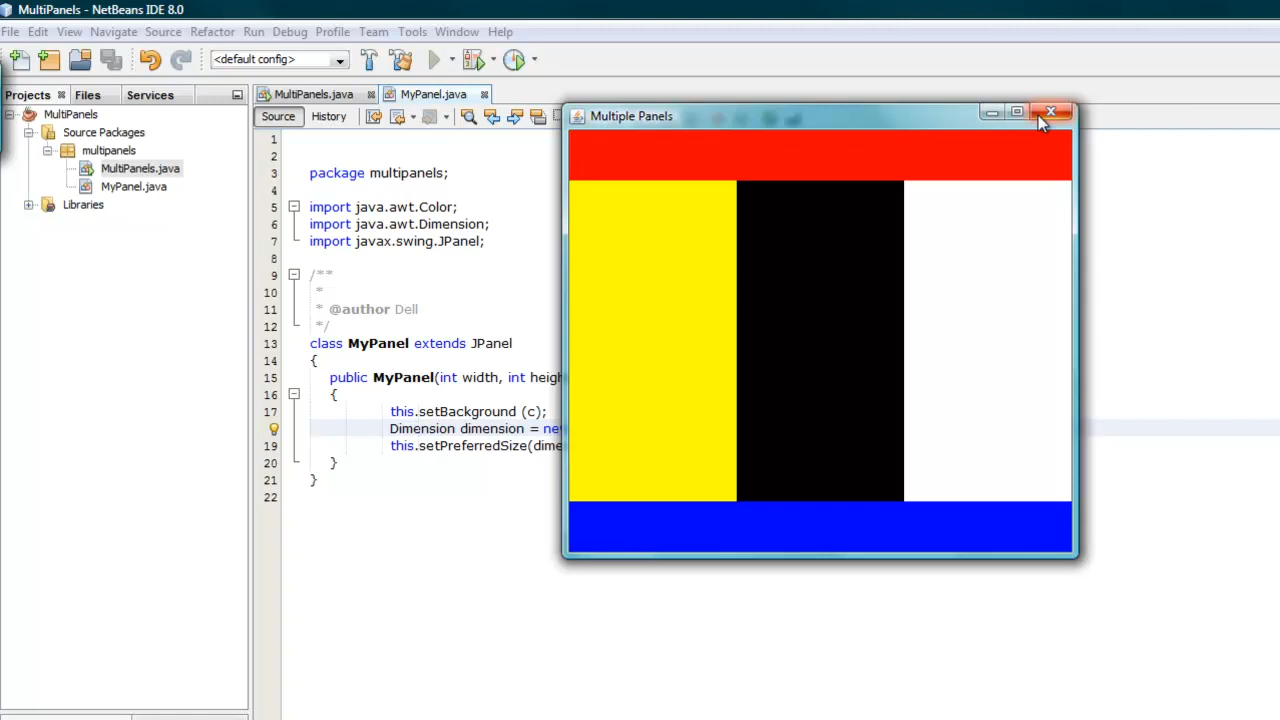 MultiPanels - NetBeans IDE 8.0
File Edit View Navigate Source Refactor Run Debug Profile Team Tools Window Help
<default config>
Projects Files Services
MultiPanels.java MyPanel.java
MultiPanels
Source Packages
multipanels
MultiPanels.java
MyPanel.java
Libraries
Source History
Multiple Panels
1
2
3 package multipanels;
4
5 import java.awt.Color;
6 import java.awt.Dimension;
7 import javax.swing.JPanel;
8
9 /**
10 *
11 * @author Dell
12 */
13 class MyPanel extends JPanel
14 {
15 public MyPanel(int width, int heigh
16 {
17 this.setBackground (c);
Dimension dimension = new
19 this.setPreferredSize(dime
20 }
21 }
22